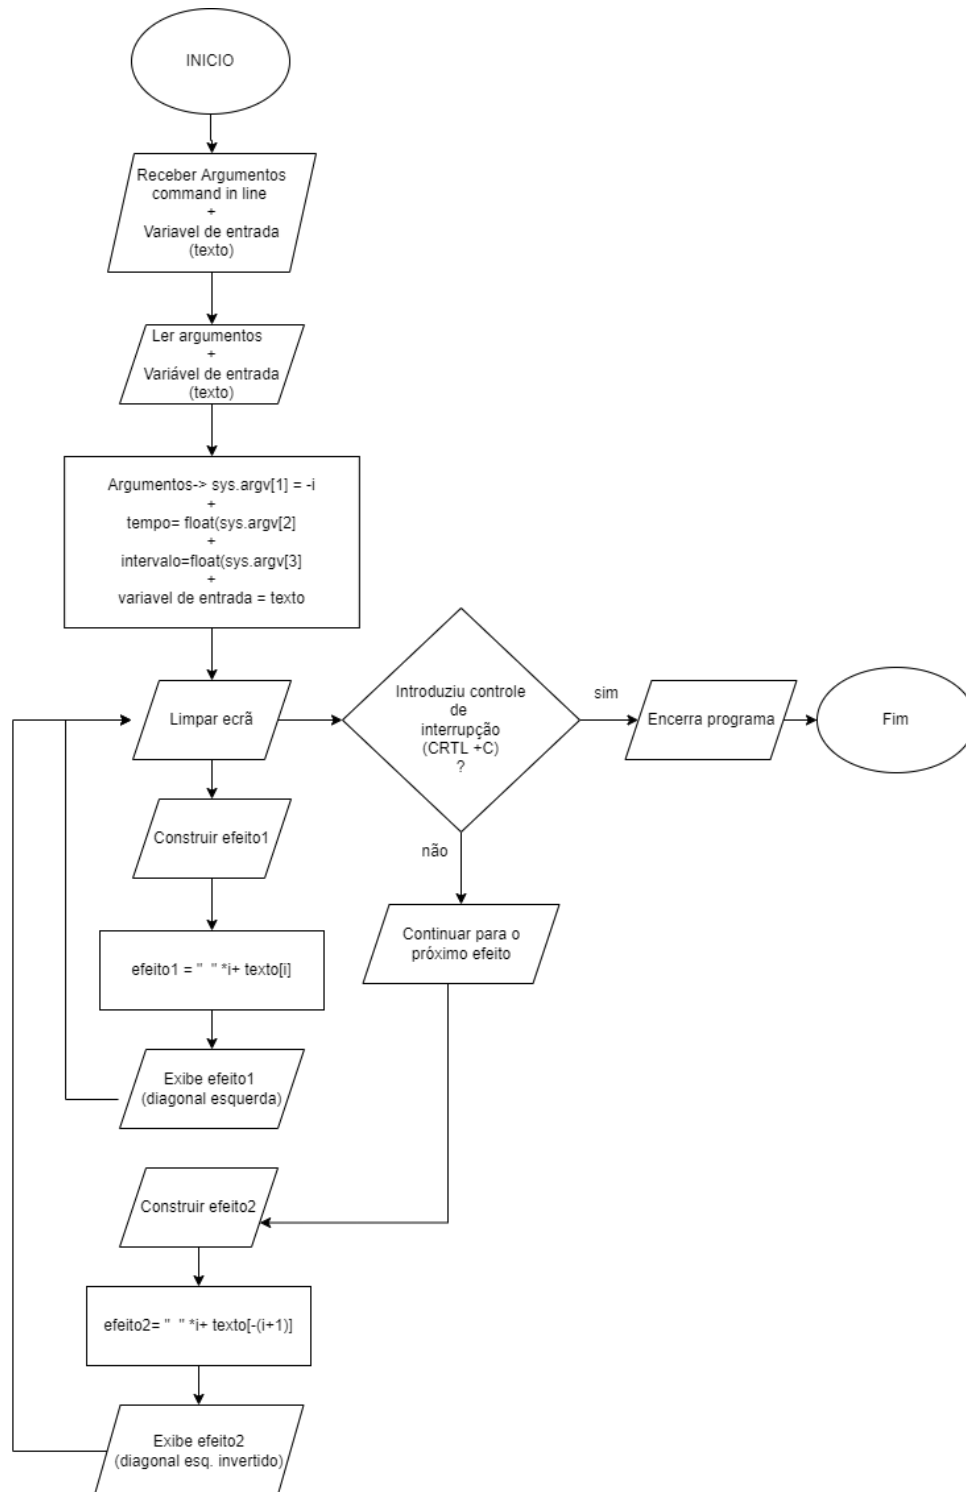 INICIO
Receber Argumentos
command in line
+
Variavel de entrada
(texto)
Ler argumentos
+
Variável de entrada
(texto)
Argumentos-> sys.argv[1] = -i
+
tempo= float(sys.argv[2]
+
intervalo=float(sys.argv[3]
+
variavel de entrada = texto
Limpar ecrã
Introduziu controle
de
interrupção
(CRTL +C)
?
sim
Encerra programa
Fim
não
Continuar para o
próximo efeito
Construir efeito1
efeito1 = "  " *i+ texto[i]
Exibe efeito1
(diagonal esquerda)
Construir efeito2
efeito2= "  " *i+ texto[-(i+1)]
Exibe efeito2
(diagonal esq. invertido)